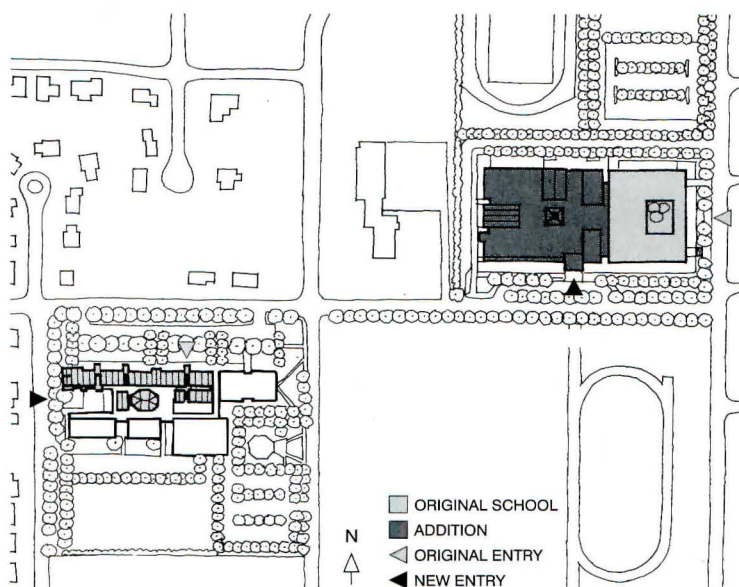 ORIGINAL SCHOOL
ADDITION
N
ORIGINAL ENTRY
NEW ENTRY